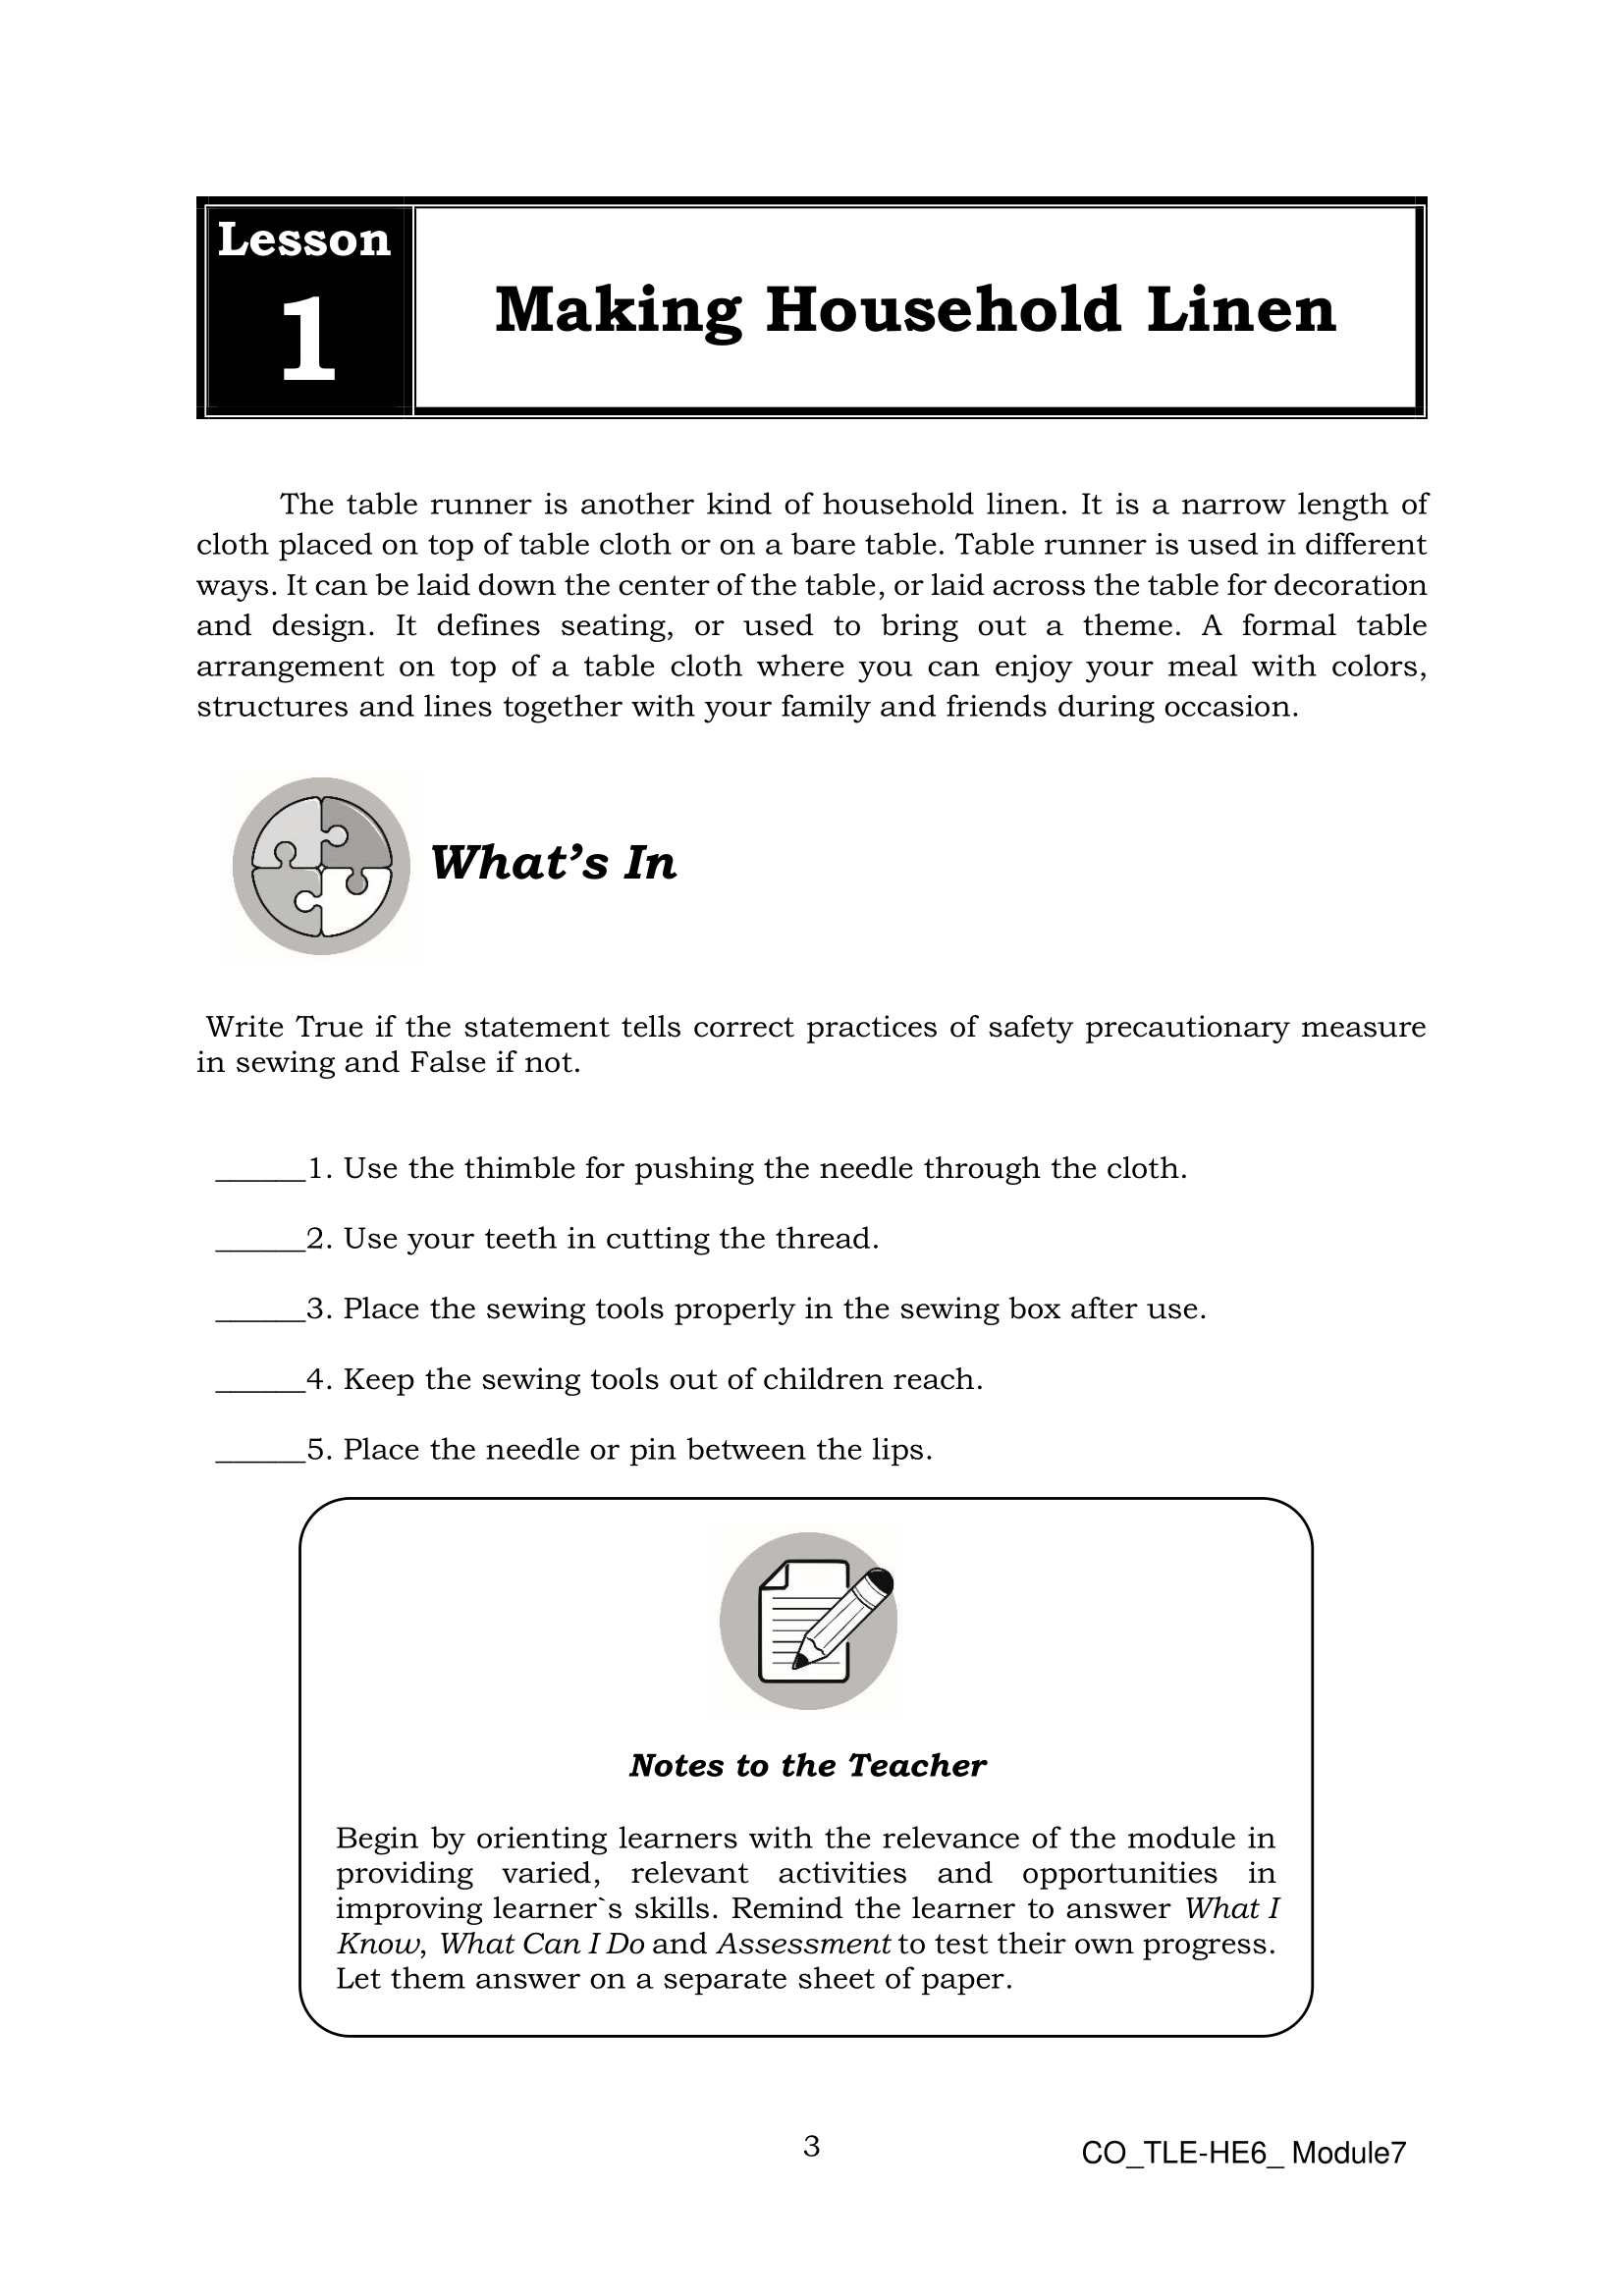 Lesson
1
Making Household Linen
The table runner is another kind of household linen. It is a narrow length of
cloth placed on top of table cloth or on a bare table. Table runner is used in different
ways. It can be laid down the center of the table, or laid across the table for decoration
and design. It defines seating, or used to bring out a theme. A formal table
arrangement on top of a table cloth where you can enjoy your meal with colors,
structures and lines together with your family and friends during occasion.
What’s In
Write True if the statement tells correct practices of safety precautionary measure
in sewing and False if not.
______1. Use the thimble for pushing the needle through the cloth.
______2. Use your teeth in cutting the thread.
______3. Place the sewing tools properly in the sewing box after use.
______4. Keep the sewing tools out of children reach.
______5. Place the needle or pin between the lips.
Notes to the Teacher
Begin by orienting learners with the relevance of the module in
providing varied, relevant activities and opportunities in
improving learner`s skills. Remind the learner to answer What I
Know, What Can I Do and Assessment to test their own progress.
Let them answer on a separate sheet of paper.
3
CO_TLE-HE6_ Module7